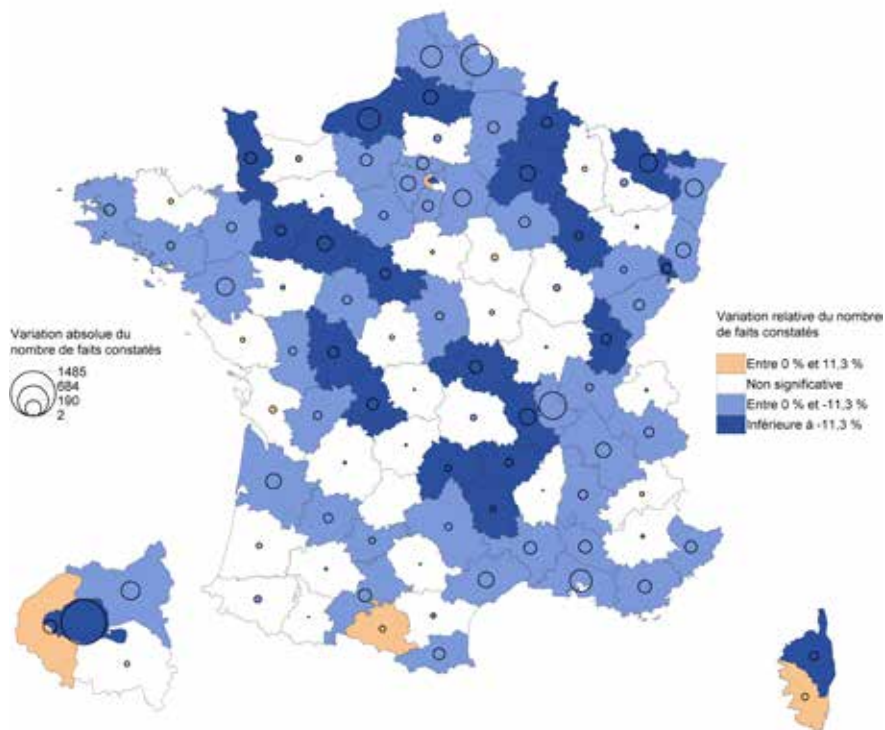 Variation absolue du
nombre de faits constatés
1485
684
190
2
Variation relative du nombre
de faits constatés
Entre 0 % et 11,3 %
Non significative
Entre 0 % et -11,3 %
Inférieure à -11,3 %